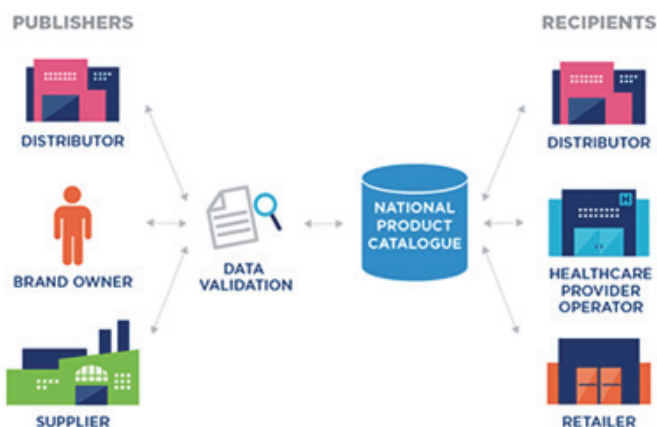 PUBLISHERS
DISTRIBUTOR
BRAND OWNER
SUPPLIER
DATA
VALIDATION
NATIONAL
PRODUCT
CATALOGUE
RECIPIENTS
DISTRIBUTOR
H
HEALTHCARE
PROVIDER
OPERATOR
RETAILER